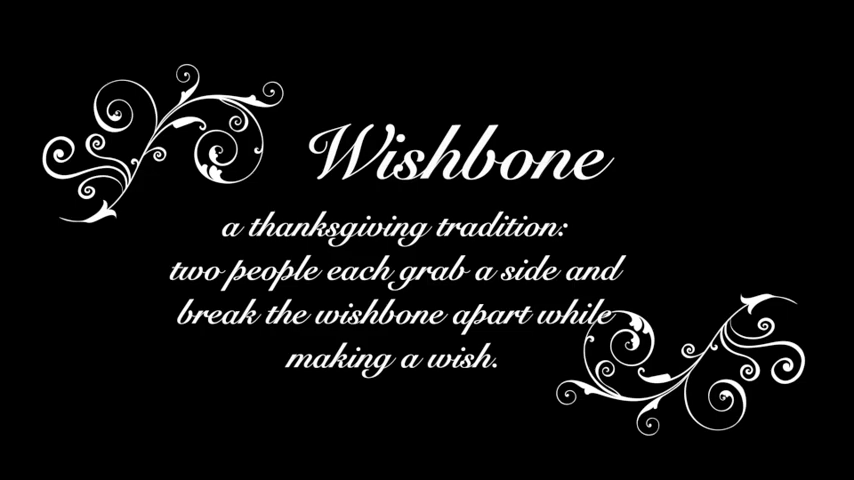 Wishbone
a thanksgiving tradition:
two people each grab a side and
break the wishbone apart while
making a wish.